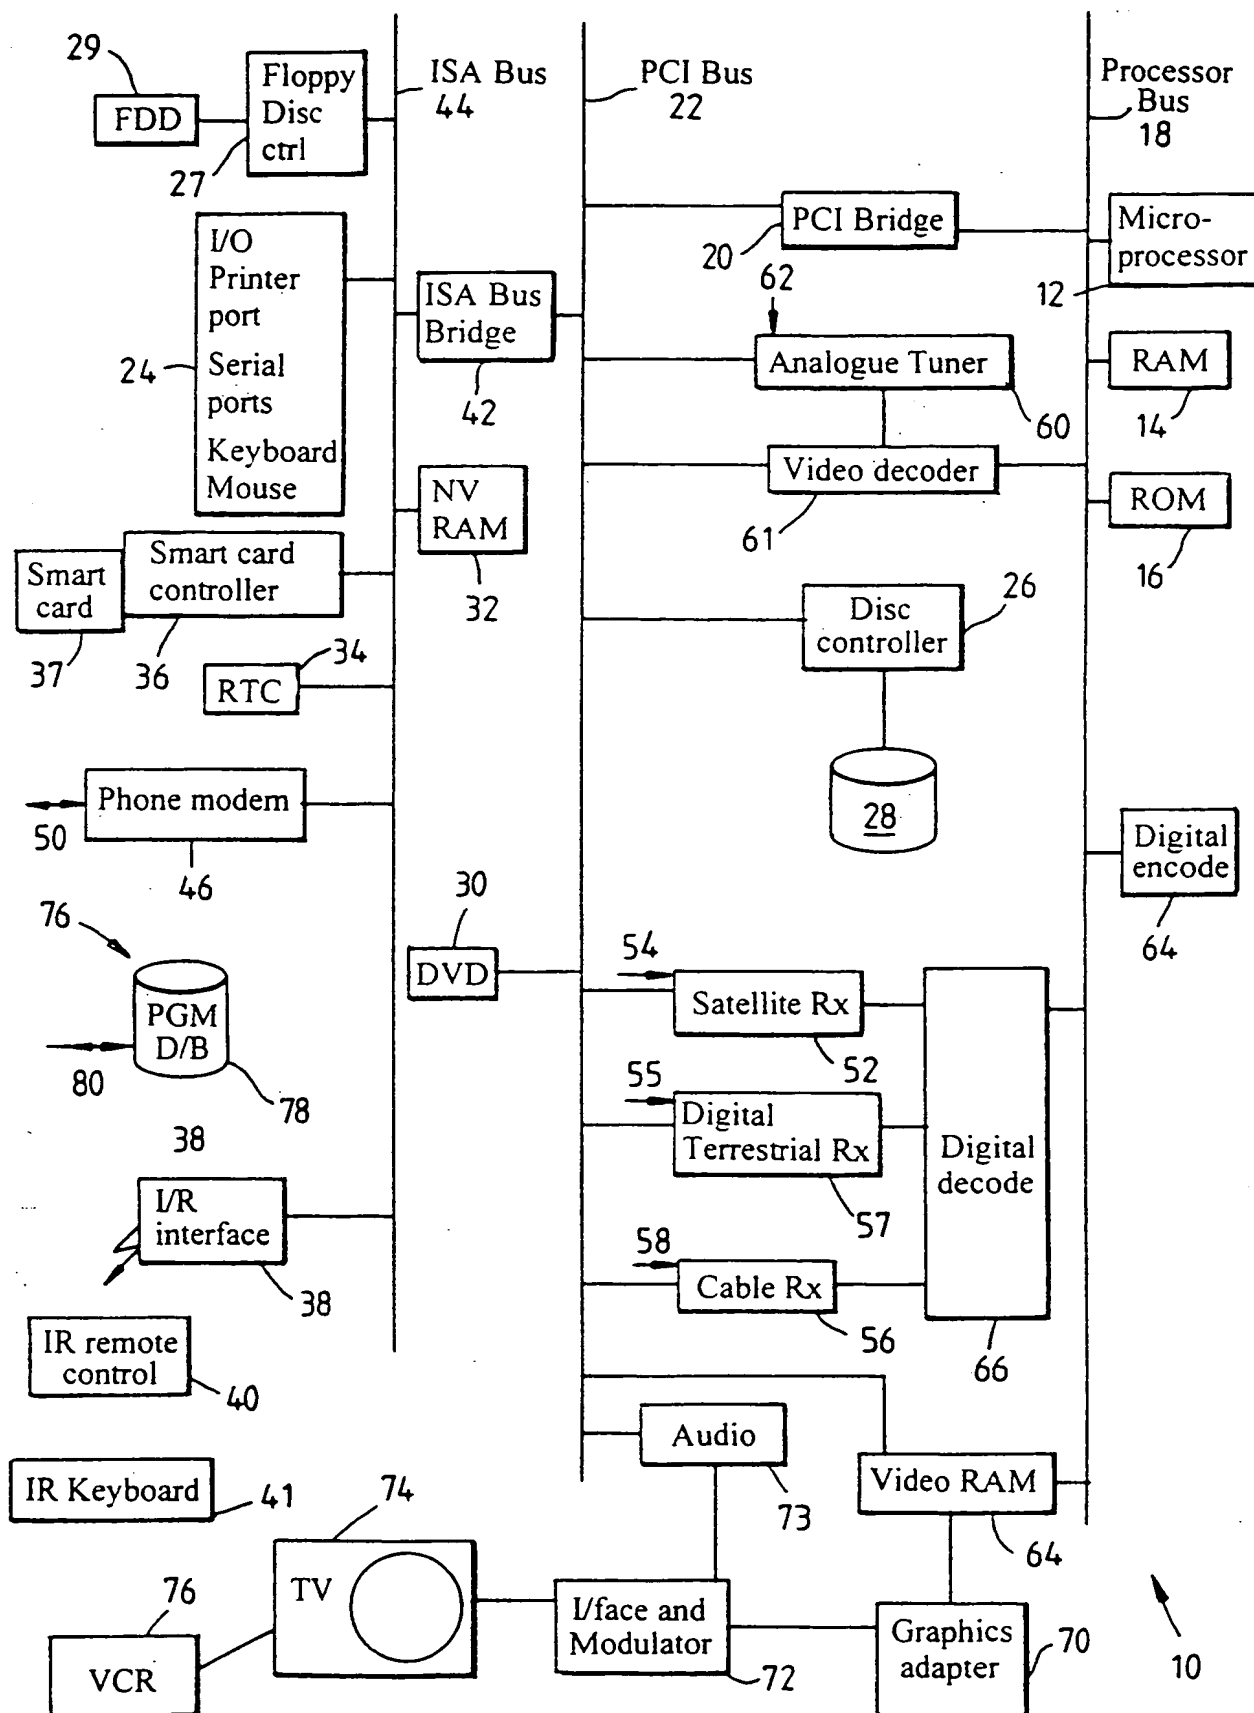 29
FDD
Floppy
Disc
ctrl
27
ISA Bus
44
PCI Bus
22
Processor
Bus
18
I/O
Printer
port
Serial
ports
Keyboard
Mouse
24
ISA Bus
Bridge
42
PCI Bridge
20
Micro-
processor
12
62
Analogue Tuner
60
RAM
14
Video decoder
61
ROM
16
NV
RAM
32
Smart
card
37
Smart card
controller
36
34
RTC
Disc
controller
26
28
Phone modem
50
46
Digital
encode
64
30
DVD
76
PGM
D/B
80
78
54
Satellite Rx
52
55
Digital
Terrestrial Rx
57
58
Cable Rx
56
Digital
decode
66
38
I/R
interface
38
IR remote
control
40
IR Keyboard
41
Audio
73
Video RAM
64
74
TV
76
VCR
I/face and
Modulator
72
Graphics
adapter
70
10